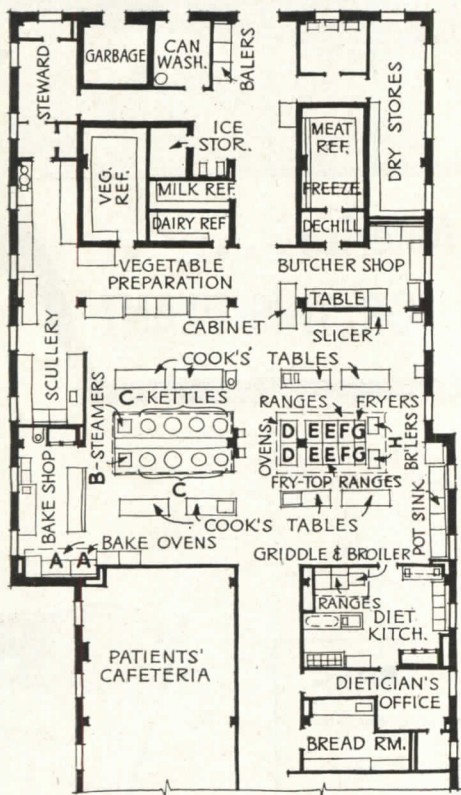 STEWARD
GARBAGE
CAN
WASH.
BALERS
DRY STORES
ICE
STOR.
VEG.
REF.
MILK REF.
DAIRY REF
MEAT
REF.
FREEZE
DECHILL
VEGETABLE
PREPARATION
BUTCHER SHOP
TABLE
CABINET
SLICER
SCULLERY
COOK'S TABLES
C-KETTLES
B-STEAMERS
C
RANGES
FRYERS
OVENS
D E E F G
D E E F G
H
BR'LERS
FRY-TOP RANGES
COOK'S TABLES
POT SINK
BAKE SHOP
BAKE OVENS
A A
GRIDDLE & BROILER
RANGES
DIET
KITCH.
PATIENTS'
CAFETERIA
DIETICIAN'S
OFFICE
BREAD RM.